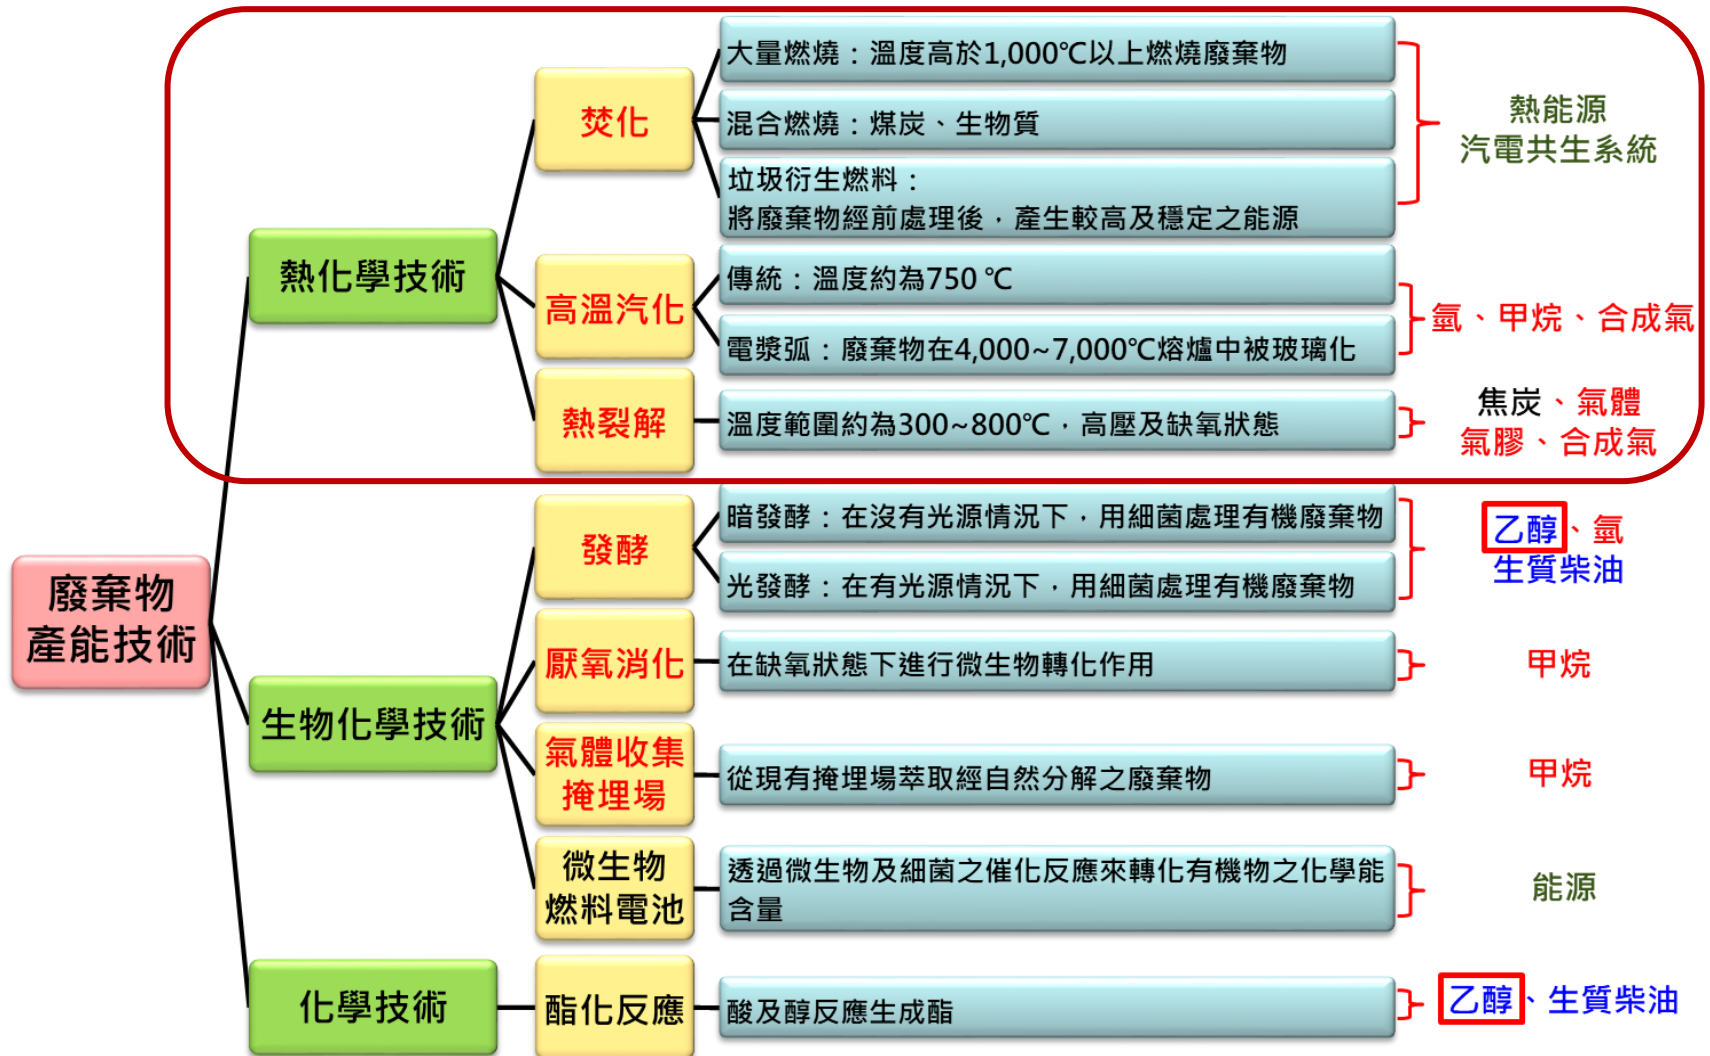 大量燃燒：溫度高於1,000℃以上燃燒廢棄物
焚化
混合燃燒：煤炭、生物質
熱能源
汽電共生系統
垃圾衍生燃料：
將廢棄物經前處理後，產生較高及穩定之能源
熱化學技術
高溫汽化
傳統：溫度約為750 ℃
電漿弧：廢棄物在4,000~7,000℃熔爐中被玻璃化
氫、甲烷、合成氣
熱裂解
溫度範圍約為300~800℃，高壓及缺氧狀態
焦炭、氣體
氣膠、合成氣
廢棄物
產能技術
生物化學技術
發酵
暗發酵：在沒有光源情況下，用細菌處理有機廢棄物
光發酵：在有光源情況下，用細菌處理有機廢棄物
乙醇、氫
生質柴油
厭氧消化
在缺氧狀態下進行微生物轉化作用
甲烷
氣體收集
掩埋場
從現有掩埋場萃取經自然分解之廢棄物
甲烷
微生物
燃料電池
透過微生物及細菌之催化反應來轉化有機物之化學能
含量
能源
化學技術
酯化反應
酸及醇反應生成酯
乙醇、生質柴油